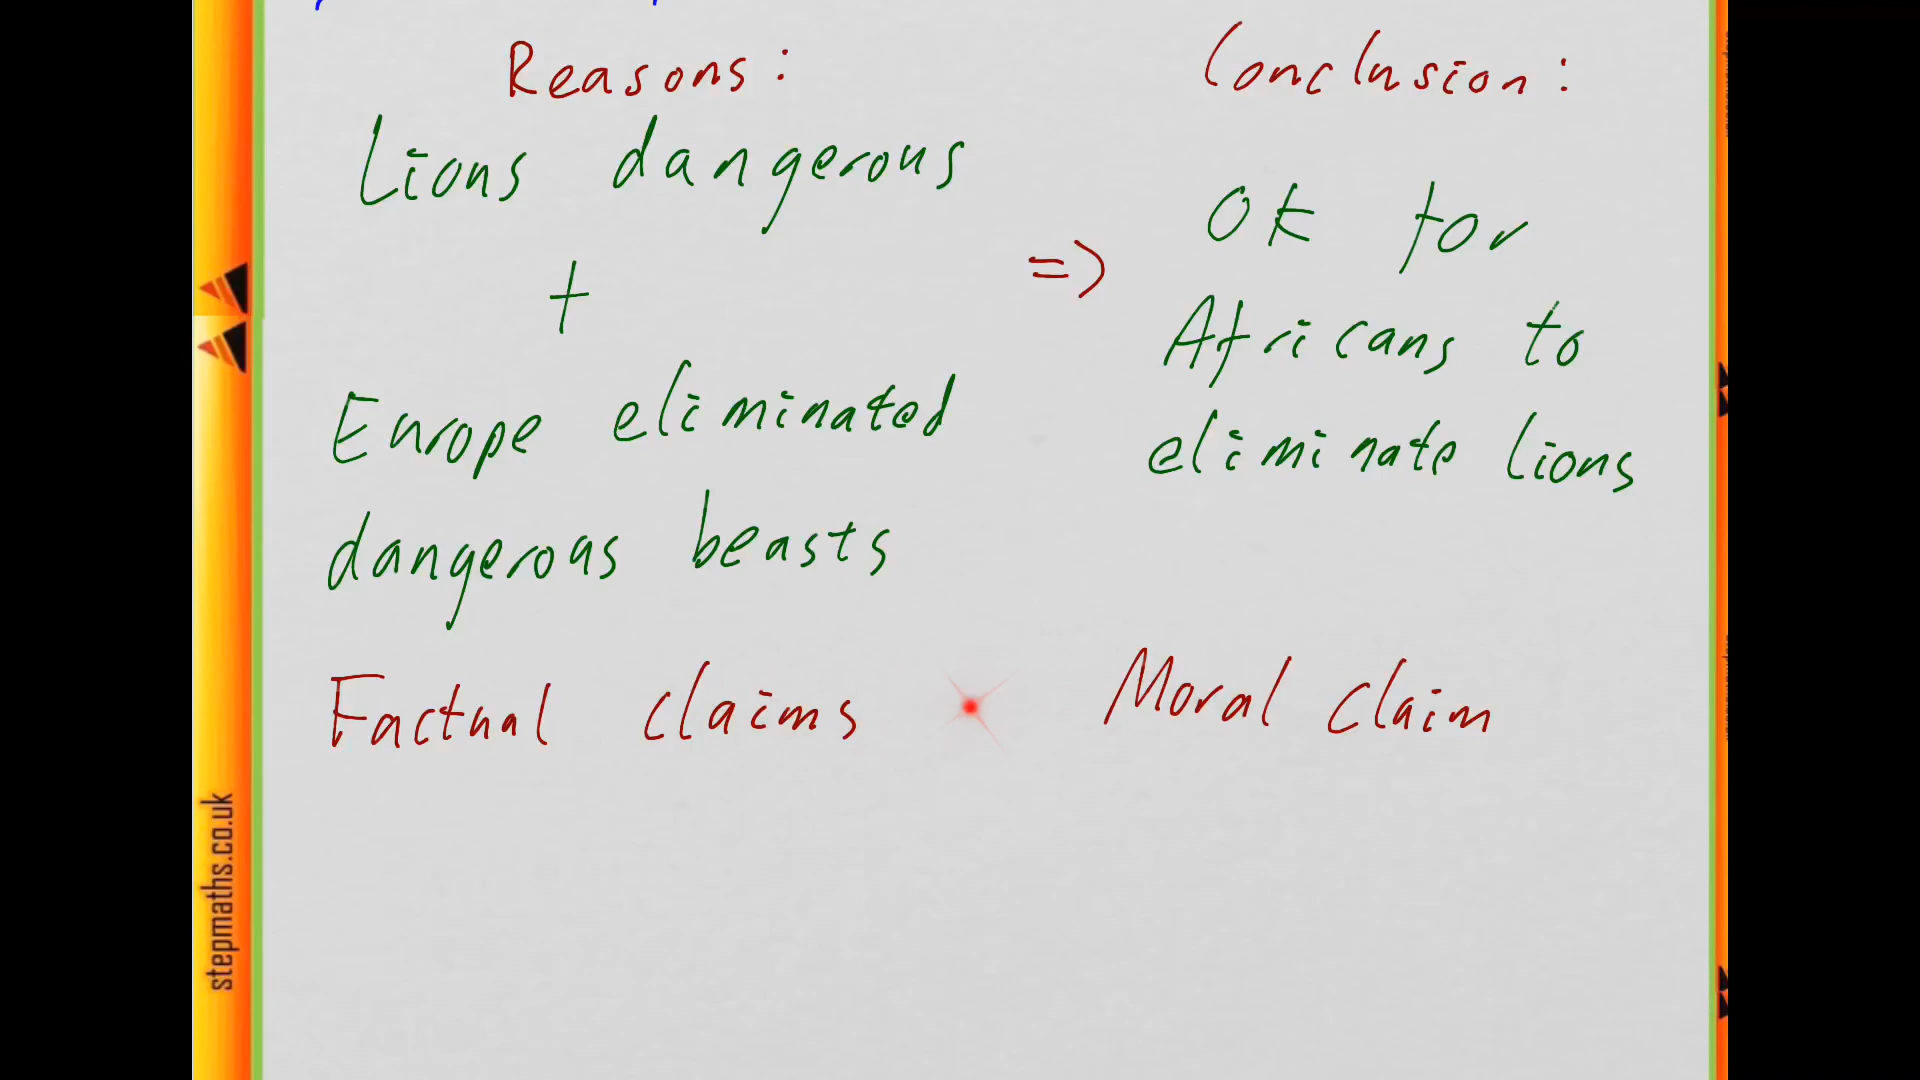 Reasons:
Lions dangerous
+
Europe eliminated
dangerous beasts
Factual claims
=>
Conclusion:
OK for
Africans to
eliminate lions
Moral claim
stepmaths.co.uk